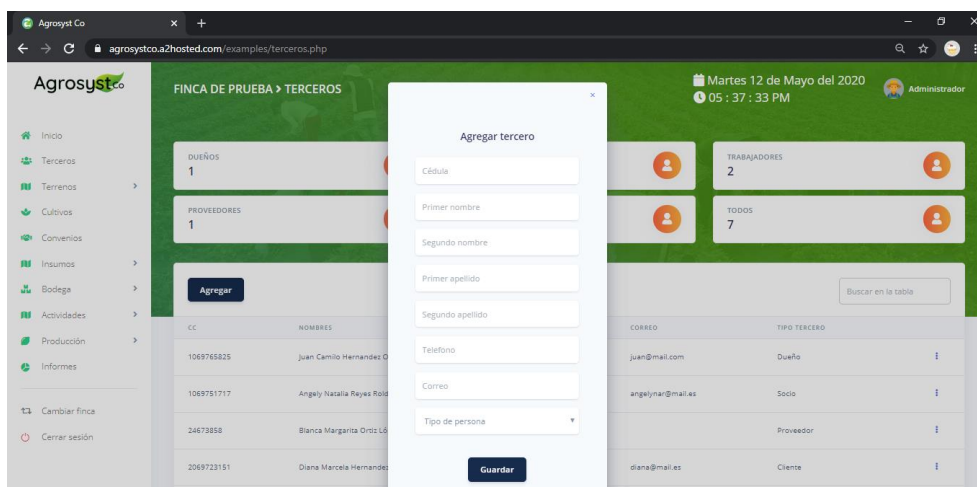 Agrosyst Co
agrosystco.a2hosted.com/examples/terceros.php
Agrosystco
FINCA DE PRUEBA > TERCEROS
Martes 12 de Mayo del 2020
05 : 37 : 33 PM
Administrador
Inicio
Terceros
Terrenos
Cultivos
Convenios
Insumos
Bodega
Actividades
Producción
Informes
Cambiar finca
Cerrar sesión
DUEÑOS
1
TRABAJADORES
2
PROVEEDORES
1
TODOS
7
Agregar
Buscar en la tabla
CC NOMBRES CORREO TIPO TERCERO
1069765825 Juan Camilo Hernandez O juan@mail.com Dueño
1069751717 Angely Natalia Reyes Rold angelynar@mail.es Socio
24673858 Blanca Margarita Ortiz Ló Proveedor
2069723151 Diana Marcela Hernandez diana@mail.es Cliente
×
Agregar tercero
Cédula
Primer nombre
Segundo nombre
Primer apellido
Segundo apellido
Telefono
Correo
Tipo de persona
Guardar